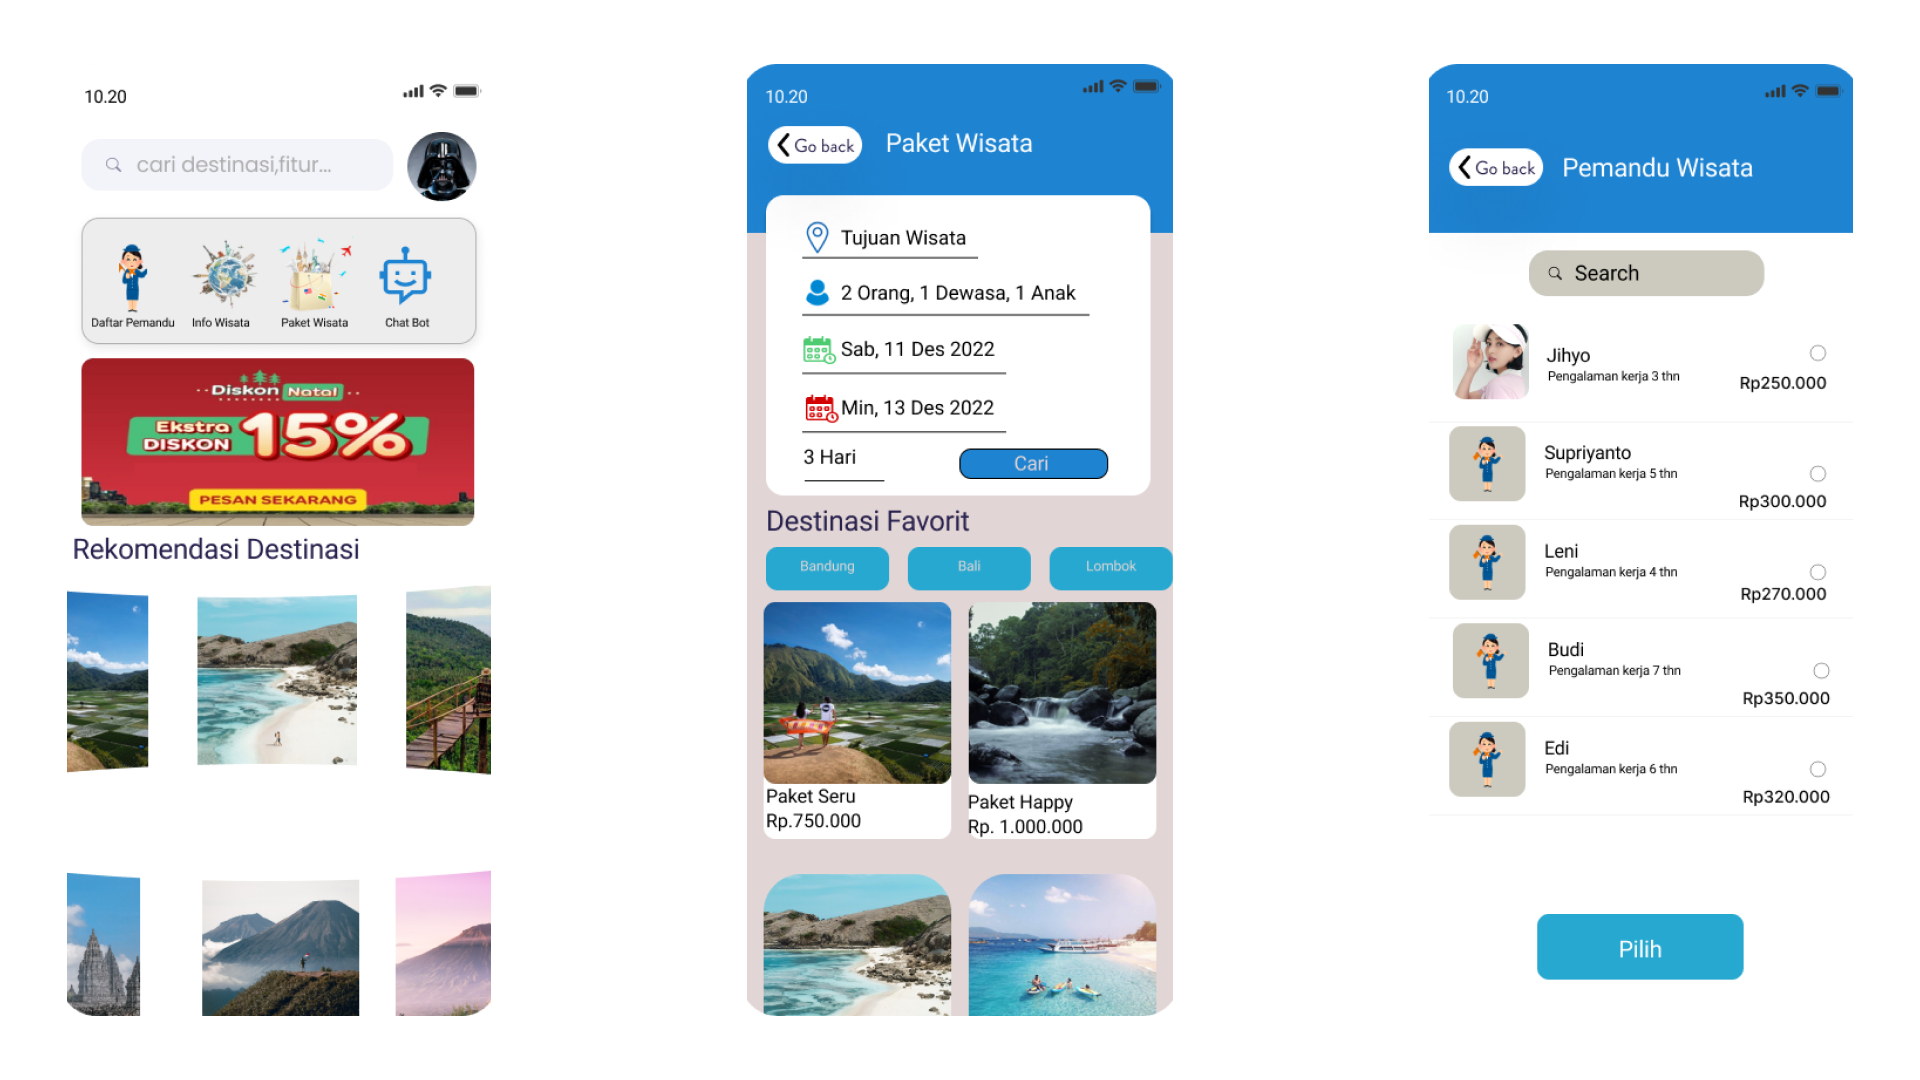 10.20
cari destinasi,fitur...
Daftar Pemandu
Info Wisata
Paket Wisata
Chat Bot
Diskon Natal
Ekstra
DISKON
15%
PESAN SEKARANG
Rekomendasi Destinasi
10.20
Go back
Paket Wisata
Tujuan Wisata
2 Orang, 1 Dewasa, 1 Anak
Sab, 11 Des 2022
Min, 13 Des 2022
3 Hari
Cari
Destinasi Favorit
Bandung
Bali
Lombok
Paket Seru
Rp.750.000
Paket Happy
Rp. 1.000.000
10.20
Go back
Pemandu Wisata
Search
Jihyo
Pengalaman kerja 3 thn
Rp250.000
Supriyanto
Pengalaman kerja 5 thn
Rp300.000
Leni
Pengalaman kerja 4 thn
Rp270.000
Budi
Pengalaman kerja 7 thn
Rp350.000
Edi
Pengalaman kerja 6 thn
Rp320.000
Pilih